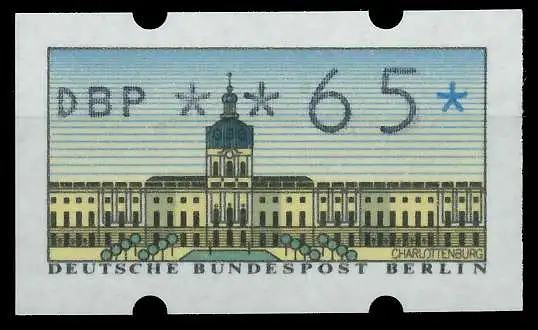 DBP ** 65*
CHARLOTTENBURG
DEUTSCHE BUNDESPOST BERLIN